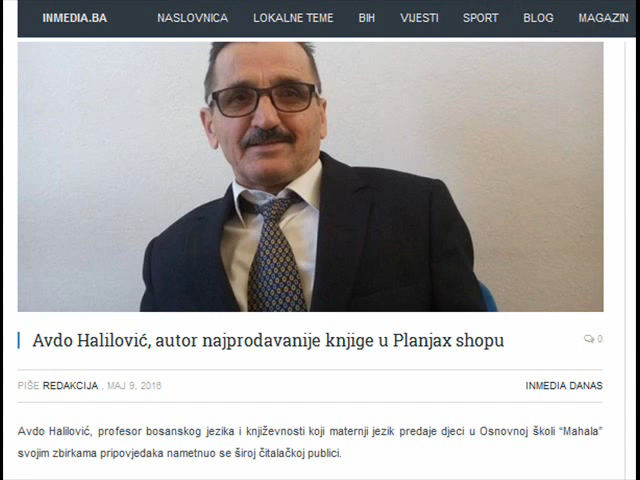 INMEDIA.BA NASLOVNICA LOKALNE TEME BIH VIJESTI SPORT BLOG MAGAZIN
Avdo Halilović, autor najprodavanije knjige u Planjax shopu 0
PIŠE REDAKCIJA , MAJ 9, 2016 INMEDIA DANAS
Avdo Halilović, profesor bosanskog jezika i književnosti koji maternji jezik predaje djeci u Osnovnoj školi “Mahala”
svojim zbirkama pripovjedaka nametnuo se široj čitalačkoj publici.